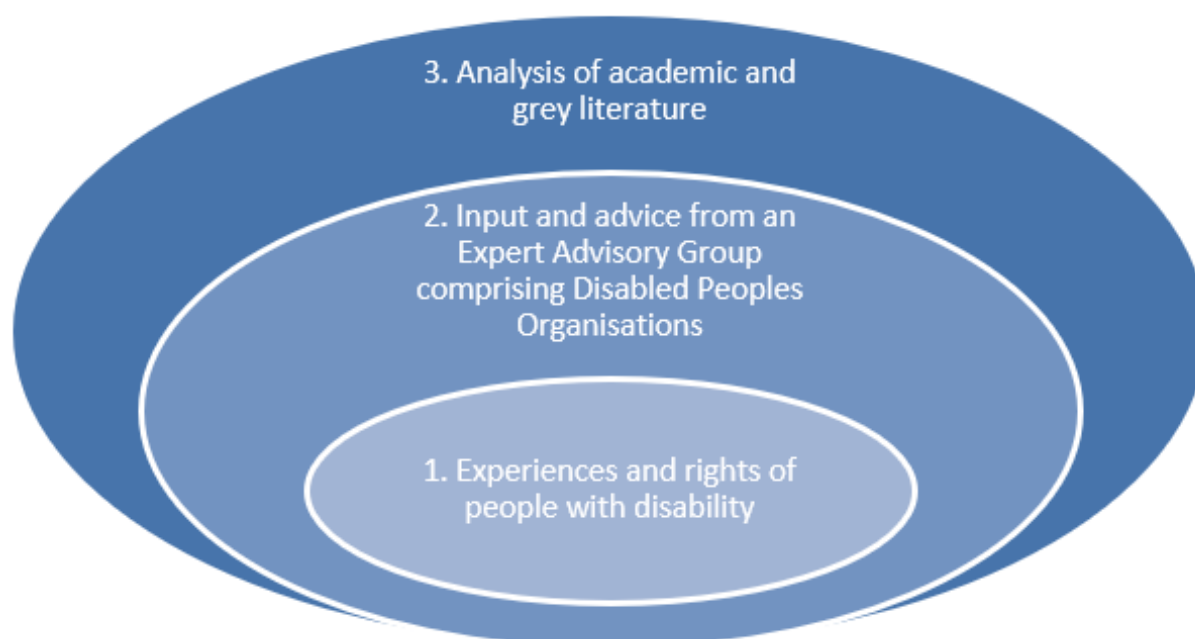 3. Analysis of academic and
grey literature
2. Input and advice from an
Expert Advisory Group
comprising Disabled Peoples
Organisations
1. Experiences and rights of
people with disability